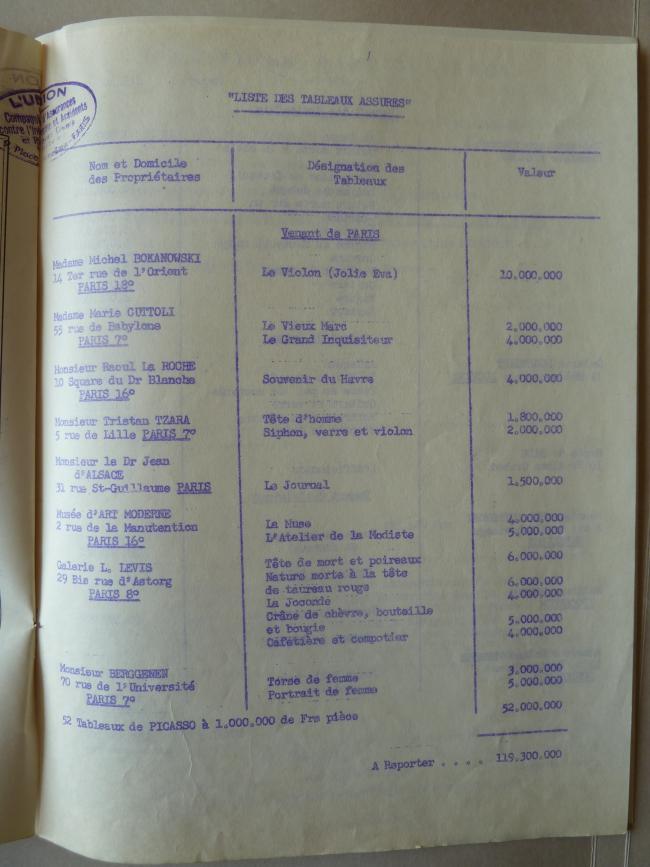 1
L'UNION
"LISTE DES TABLEAUX ASSURES"
Nom et Domicile des Propriétaires	Désignation des Tableaux	Valeur
Venant de PARIS
Madame Michel BOKANOWSKI
14 Ter rue de l'Orient	Le Violon (Jolie Eva)	10.000.000
PARIS 18°
Madame Marie CUTTOLI
55 rue de Babylone	Le Vieux Marc	2.000.000
PARIS 7°	Le Grand Inquisiteur	4.000.000
Monsieur Raoul La ROCHE
10 Square du Dr Blanche	Souvenir du Havre	4.000.000
PARIS 16°
Monsieur Tristan TZARA	Tête d'homme	1.800.000
5 rue de Lille PARIS 7°	Siphon, verre et violon	2.000.000
Monsieur le Dr Jean
d'ALSACE
31 rue St-Guillaume PARIS	Le Journal	1.500.000
Musée d'ART MODERNE	La Muse	4.000.000
2 rue de la Manutention	L'Atelier de la Modiste	5.000.000
PARIS 16°
Galerie L. LEVIS	Tête de mort et poireaux	6.000.000
29 Bis rue d'Astorg	Nature morte à la tête
PARIS 8°	de taureau rouge	6.000.000
La Joconde	4.000.000
Crâne de chèvre, bouteille
et bougie	5.000.000
Cafétière et compotier	4.000.000
Monsieur BERGGENEN	Torse de femme	3.000.000
70 rue de l'Université	Portrait de femme	5.000.000
PARIS 7°
52 Tableaux de PICASSO à 1.000.000 de Frs pièce	52.000.000
A Reporter . . . . 119.300.000